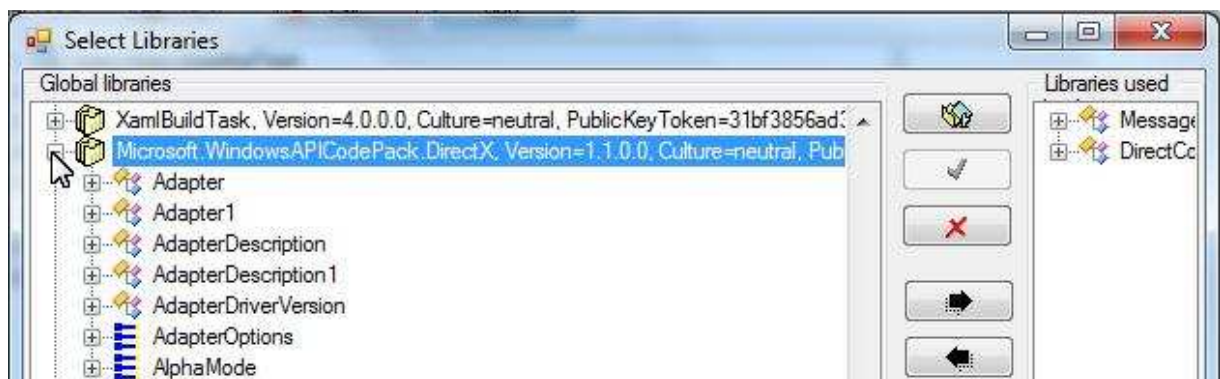 Select Libraries
Global libraries
Libraries used
XamlBuildTask, Version=4.0.0.0, Culture=neutral, PublicKeyToken=31bf3856ad
Message
Microsoft.WindowsAPICodePack.DirectX, Version=1.1.0.0, Culture=neutral, Pub
DirectCo
Adapter
Adapter1
AdapterDescription
AdapterDescription1
AdapterDriverVersion
AdapterOptions
AlphaMode